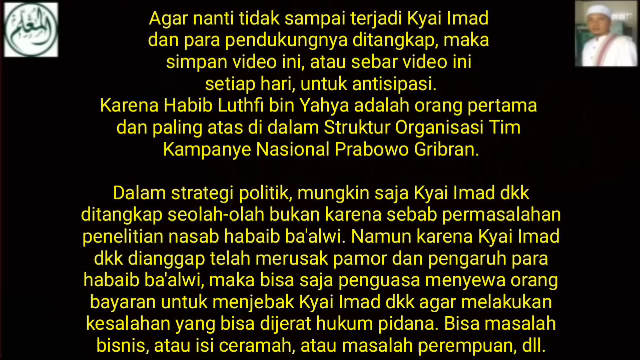 Agar nanti tidak sampai terjadi Kyai Imad
dan para pendukungnya ditangkap, maka
simpan video ini, atau sebar video ini
setiap hari, untuk antisipasi.
Karena Habib Luthfi bin Yahya adalah orang pertama
dan paling atas di dalam Struktur Organisasi Tim
Kampanye Nasional Prabowo Gribran.
Dalam strategi politik, mungkin saja Kyai Imad dkk
ditangkap seolah-olah bukan karena sebab permasalahan
penelitian nasab habaib ba'alwi. Namun karena Kyai Imad
dkk dianggap telah merusak pamor dan pengaruh para
habaib ba'alwi, maka bisa saja penguasa menyewa orang
bayaran untuk menjebak Kyai Imad dkk agar melakukan
kesalahan yang bisa dijerat hukum pidana. Bisa masalah
bisnis, atau isi ceramah, atau masalah perempuan, dll.